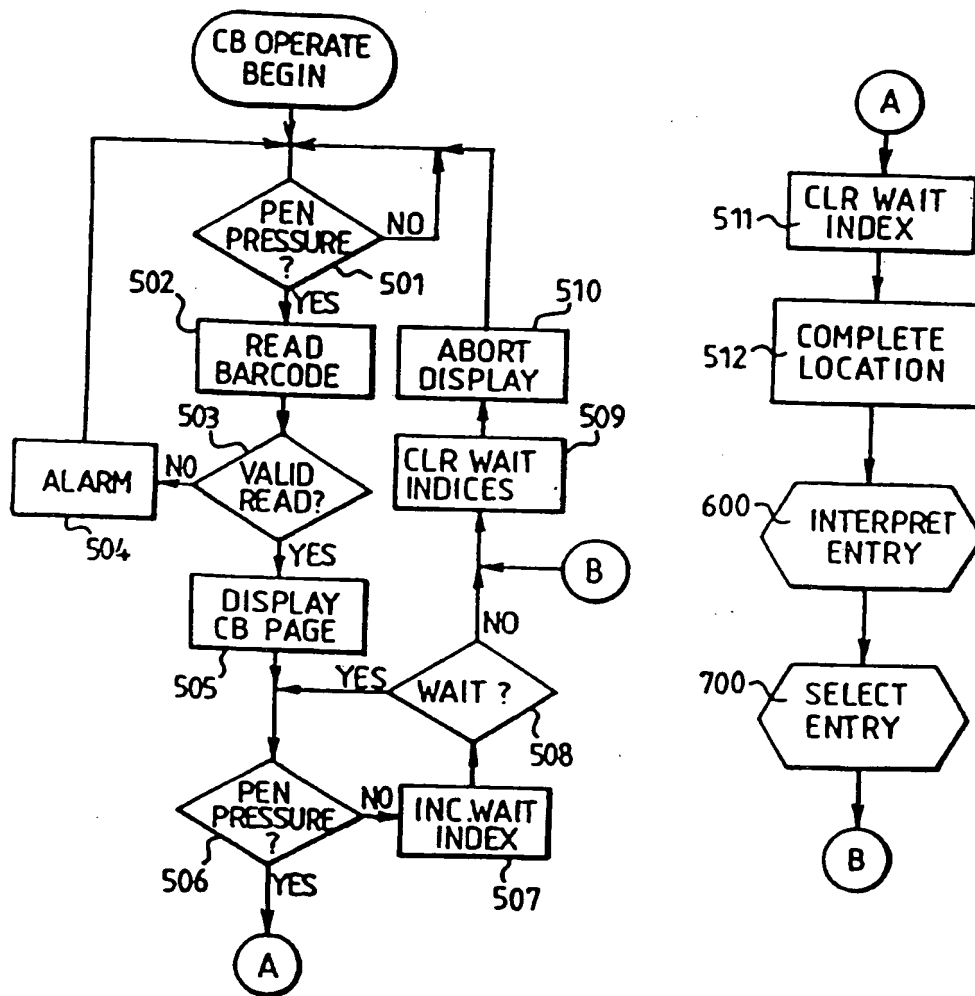 CB OPERATE
BEGIN
PEN
PRESSURE
?
NO
501
YES
502
READ
BARCODE
503
VALID
READ?
NO
ALARM
504
YES
DISPLAY
CB PAGE
505
PEN
PRESSURE
?
506
NO
YES
A
INC.WAIT
INDEX
507
WAIT ?
508
YES
NO
B
CLR WAIT
INDICES
509
ABORT
DISPLAY
510
A
CLR WAIT
INDEX
511
COMPLETE
LOCATION
512
INTERPRET
ENTRY
600
SELECT
ENTRY
700
B